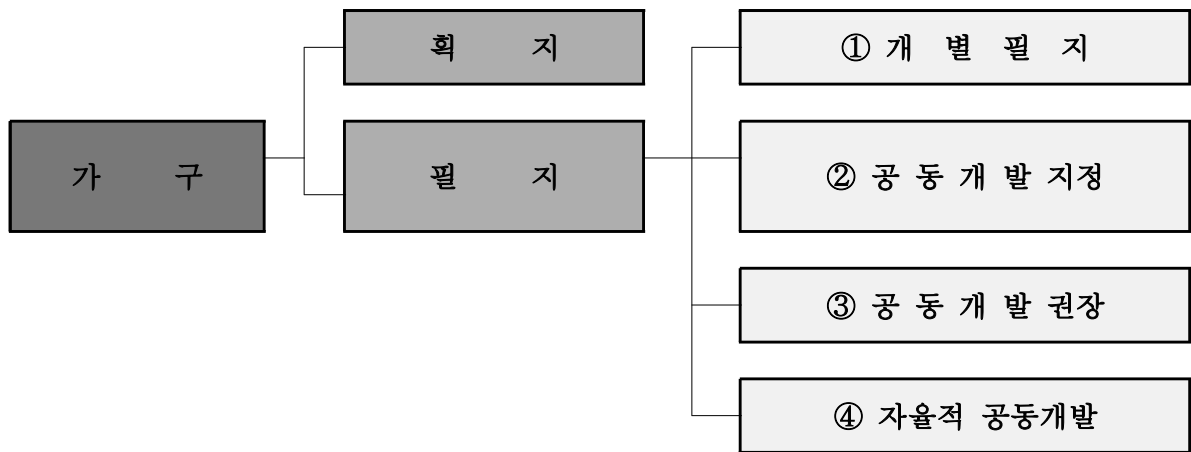 가 구
획 지
필 지
① 개 별 필 지
② 공 동 개 발 지정
③ 공 동 개 발 권장
④ 자율적 공동개발